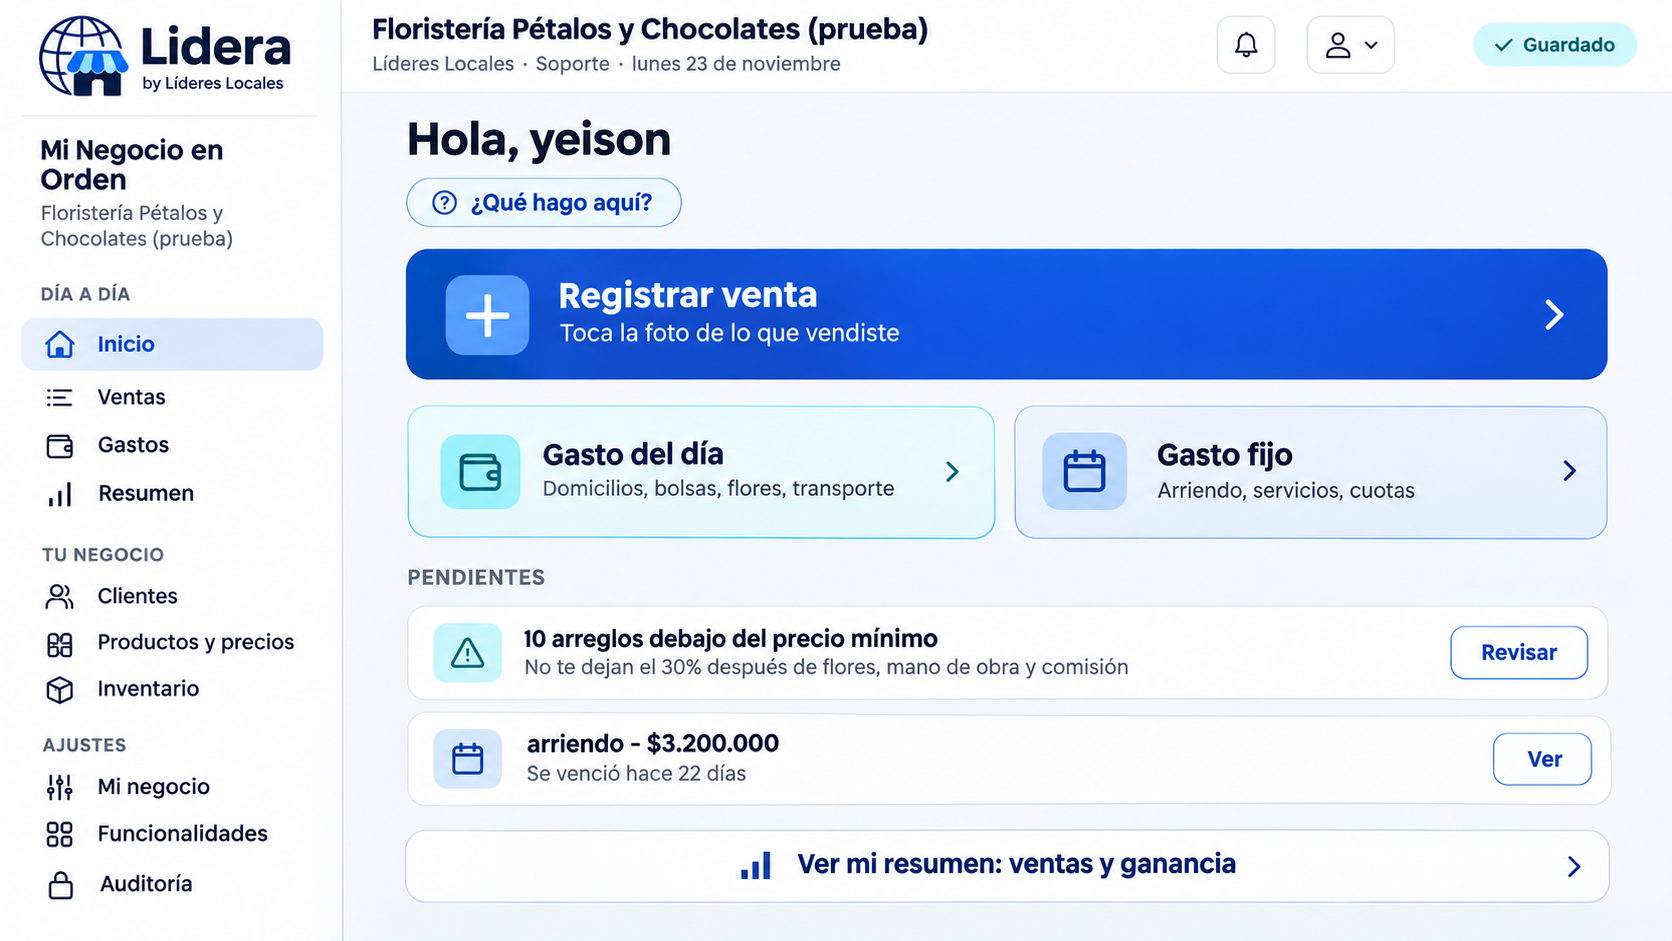 Lidera
by Líderes Locales
Mi Negocio en
Orden
Floristería Pétalos y
Chocolates (prueba)
DÍA A DÍA
Inicio
Ventas
Gastos
Resumen
TU NEGOCIO
Clientes
Productos y precios
Inventario
AJUSTES
Mi negocio
Funcionalidades
Auditoría
Floristería Pétalos y Chocolates (prueba)
Líderes Locales · Soporte · lunes 23 de noviembre
Guardado
Hola, yeison
¿Qué hago aquí?
Registrar venta
Toca la foto de lo que vendiste
Gasto del día
Domicilios, bolsas, flores, transporte
Gasto fijo
Arriendo, servicios, cuotas
PENDIENTES
10 arreglos debajo del precio mínimo
No te dejan el 30% después de flores, mano de obra y comisión
Revisar
arriendo - $3.200.000
Se venció hace 22 días
Ver
Ver mi resumen: ventas y ganancia